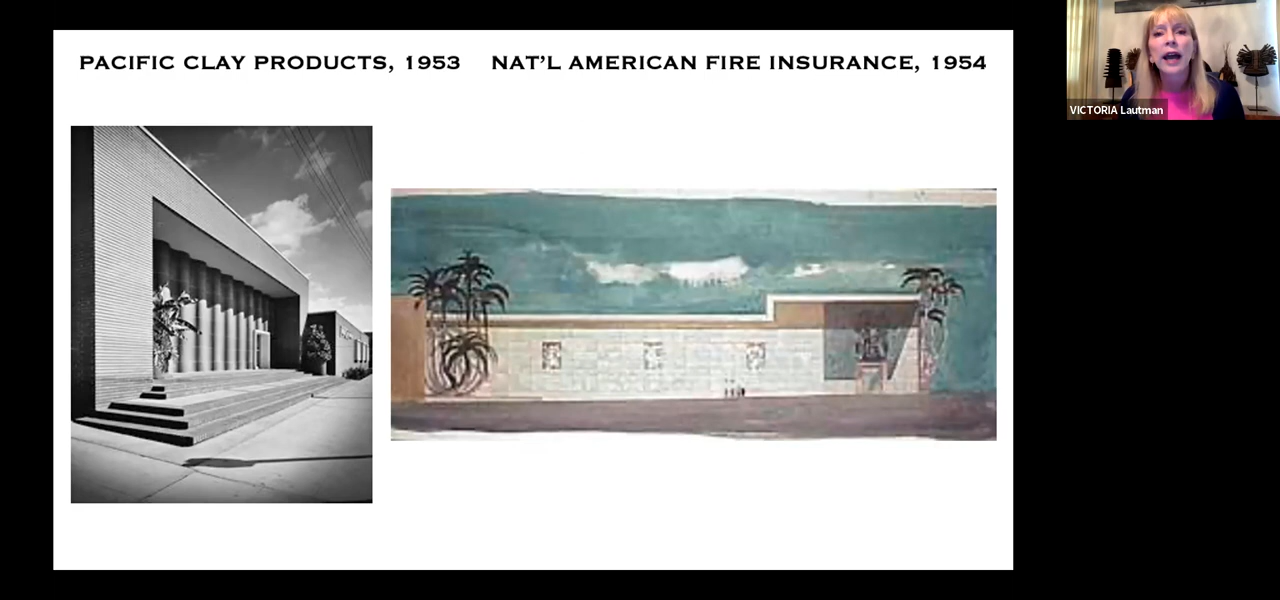 PACIFIC CLAY PRODUCTS, 1953 NAT'L AMERICAN FIRE INSURANCE, 1954
VICTORIA Lautman